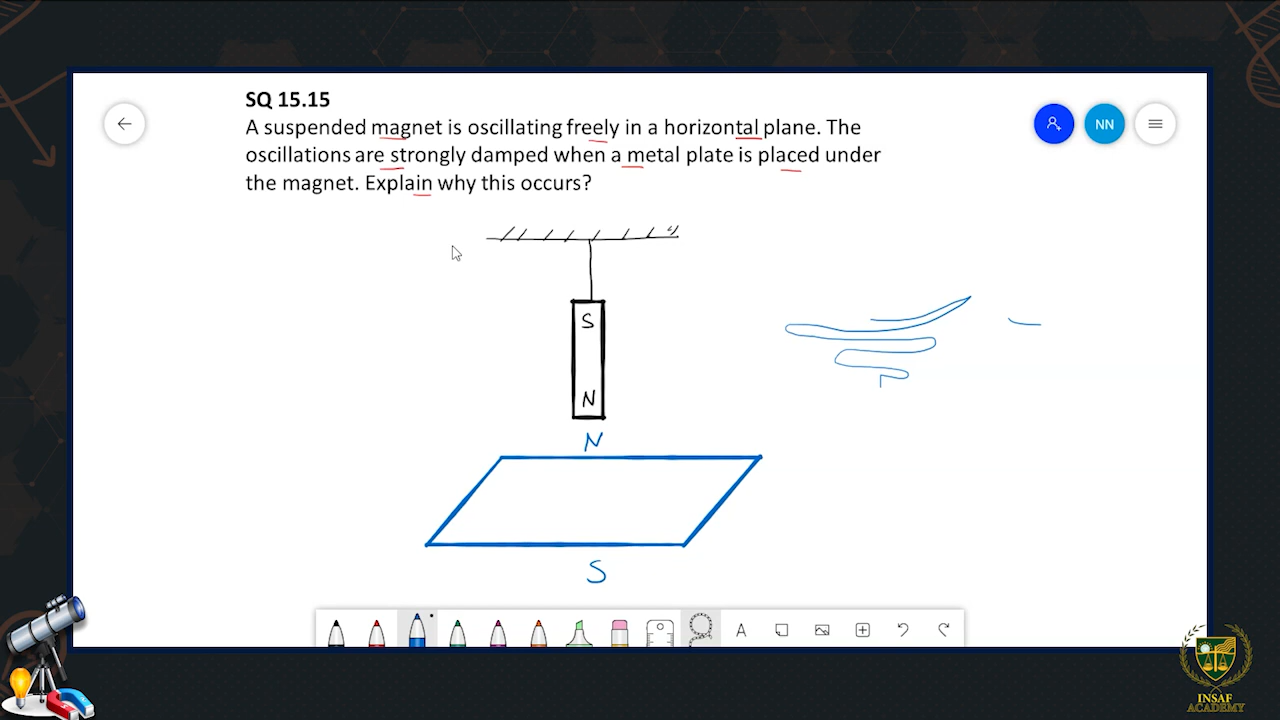 SQ 15.15
A suspended magnet is oscillating freely in a horizontal plane. The
oscillations are strongly damped when a metal plate is placed under
the magnet. Explain why this occurs?
NN
S
N
N
S
A
INSAF
ACADEMY